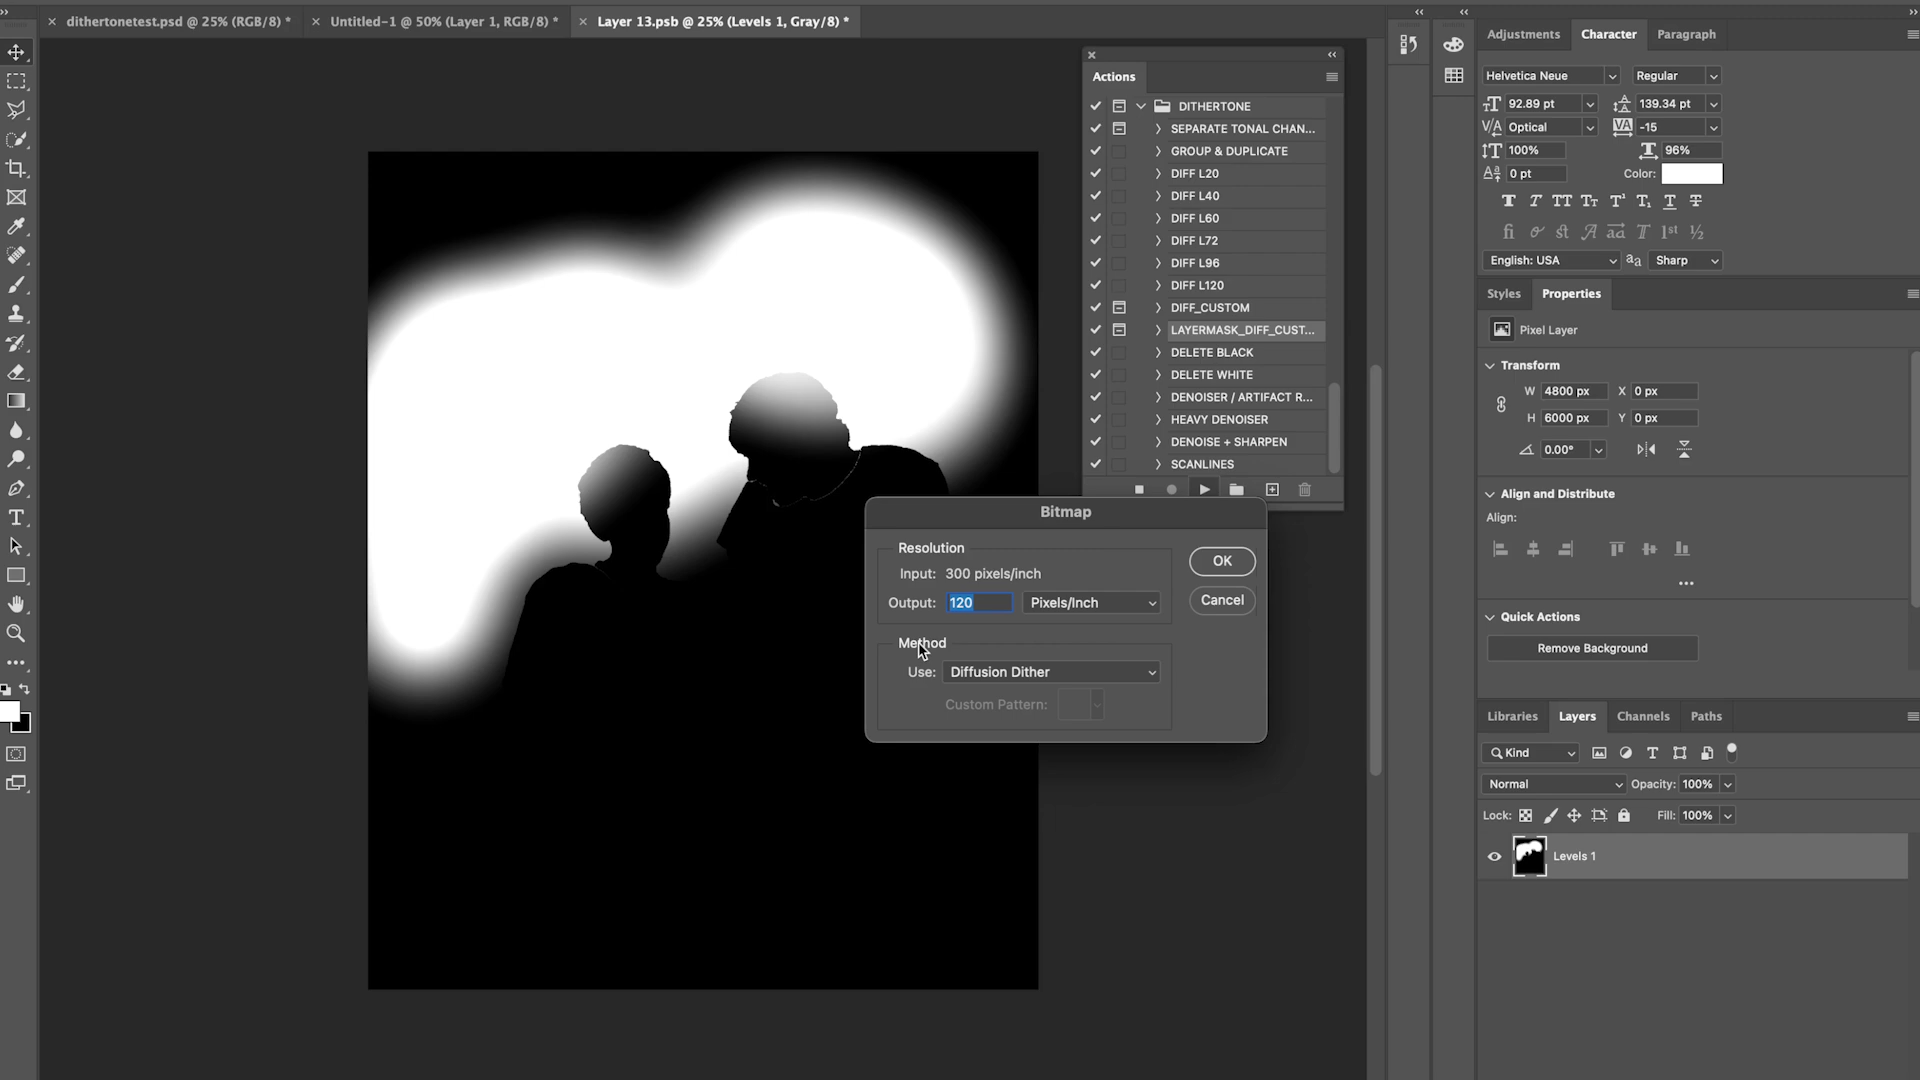 dithertonetest.psd @ 25% (RGB/8) *
Untitled-1 @ 50% (Layer 1, RGB/8) *
Layer 13.psb @ 25% (Levels 1, Gray/8) *
Actions
DITHERTONE
SEPARATE TONAL CHAN...
GROUP & DUPLICATE
DIFF L20
DIFF L40
DIFF L60
DIFF L72
DIFF L96
DIFF L120
DIFF_CUSTOM
LAYERMASK_DIFF_CUST...
DELETE BLACK
DELETE WHITE
DENOISER / ARTIFACT R...
HEAVY DENOISER
DENOISE + SHARPEN
SCANLINES
Bitmap
Resolution
Input: 300 pixels/inch
Output: 120 Pixels/Inch
OK
Cancel
Method
Use: Diffusion Dither
Custom Pattern:
Adjustments Character Paragraph
Helvetica Neue Regular
92.89 pt 139.34 pt
Optical -15
100% 96%
0 pt Color:
English: USA Sharp
Styles Properties
Pixel Layer
Transform
W 4800 px X 0 px
H 6000 px Y 0 px
0.00°
Align and Distribute
Align:
Quick Actions
Remove Background
Libraries Layers Channels Paths
Kind
Normal Opacity: 100%
Lock: Fill: 100%
Levels 1